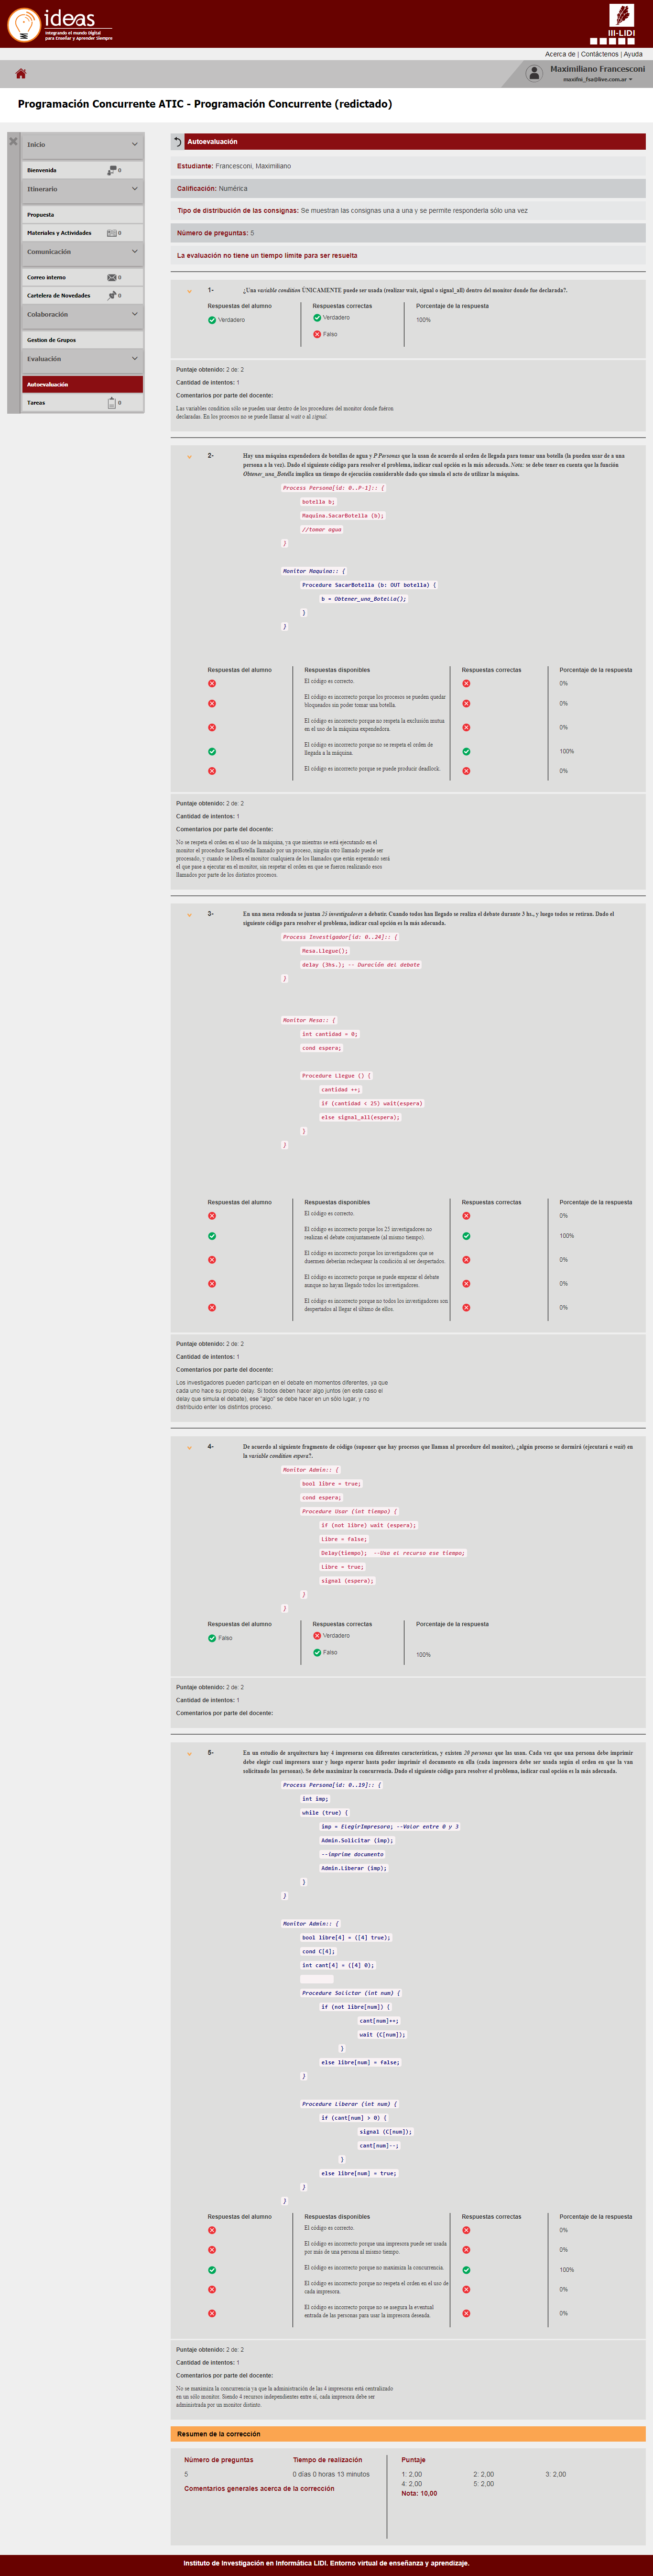 ideas
Integrando el mundo Digital
para Enseñar y Aprender Siempre
III-LIDI
Acerca de | Contáctenos | Ayuda
Maximiliano Francesconi
maximi_fsa@live.com.ar
Programación Concurrente ATIC - Programación Concurrente (redictado)
Inicio
Bienvenida 0
Itinerario
Propuesta
Materiales y Actividades 0
Comunicación
Correo interno 0
Cartelera de Novedades 0
Colaboración
Gestion de Grupos
Evaluación
Autoevaluación
Tareas 0
Autoevaluación
Estudiante: Francesconi, Maximiliano
Calificación: Numérica
Tipo de distribución de las consignas: Se muestran las consignas una a una y se permite responderla sólo una vez
Número de preguntas: 5
La evaluación no tiene un tiempo límite para ser resuelta
1- ¿Una variable condition ÚNICAMENTE puede ser usada (realizar wait, signal o signal_all) dentro del monitor donde fue declarada?.
Respuestas del alumno Respuestas correctas Porcentaje de la respuesta
Verdadero Verdadero 100%
Falso
Puntaje obtenido: 2 de: 2
Cantidad de intentos: 1
Comentarios por parte del docente:
Las variables condition sólo se pueden usar dentro de los procedures del monitor donde fueron
declaradas. En los procesos no se puede llamar al wait o al signal.
2- Hay una máquina expendedora de botellas de agua y P Personas que la usan de acuerdo al orden de llegada para tomar una botella (la pueden usar de a una
persona a la vez). Dado el siguiente código para resolver el problema, indicar cual opción es la más adecuada. Nota: se debe tener en cuenta que la función
Obtener_una_Botella implica un tiempo de ejecución considerable dado que simula el acto de utilizar la máquina.
Process Persona[id: 0..P-1]:: {
botella b;
Maquina.SacarBotella (b);
//tomar agua
}
Monitor Maquina:: {
Procedure SacarBotella (b: OUT botella) {
b = Obtener_una_Botella();
}
}
Respuestas del alumno Respuestas disponibles Respuestas correctas Porcentaje de la respuesta
El código es correcto. 0%
El código es incorrecto porque los procesos se pueden quedar
bloqueados sin poder tomar una botella. 0%
El código es incorrecto porque no respeta la exclusión mutua
en el uso de la máquina expendedora. 0%
El código es incorrecto porque no se respeta el orden de
llegada a la máquina. 100%
El código es incorrecto porque se puede producir deadlock. 0%
Puntaje obtenido: 2 de: 2
Cantidad de intentos: 1
Comentarios por parte del docente:
No se respeta el orden en el uso de la máquina, ya que mientras se está ejecutando en el
monitor el procedure SacarBotella llamado por un proceso, ningún otro llamado puede ser
procesado, y cuando se libera el monitor cualquiera de los llamados que están esperando será
el que pase a ejecutar en el monitor, sin respetar el orden en que se fueron realizando esos
llamados por parte de los distintos procesos.
3- En una mesa redonda se juntan 25 investigadores a debatir. Cuando todos han llegado se realiza el debate durante 3 hs., y luego todos se retiran. Dado el
siguiente código para resolver el problema, indicar cual opción es la más adecuada.
Process Investigador[id: 0..24]:: {
Mesa.Llegue();
delay (3hs.); -- Duración del debate
}
Monitor Mesa:: {
int cantidad = 0;
cond espera;
Procedure Llegue () {
cantidad ++;
if (cantidad < 25) wait(espera)
else signal_all(espera);
}
}
Respuestas del alumno Respuestas disponibles Respuestas correctas Porcentaje de la respuesta
El código es correcto. 0%
El código es incorrecto porque los 25 investigadores no
realizan el debate conjuntamente (al mismo tiempo). 100%
El código es incorrecto porque los investigadores que se
duermen deberían rechequear la condición al ser despertados. 0%
El código es incorrecto porque se puede empezar el debate
aunque no hayan llegado todos los investigadores. 0%
El código es incorrecto porque no todos los investigadores son
despertados al llegar el último de ellos. 0%
Puntaje obtenido: 2 de: 2
Cantidad de intentos: 1
Comentarios por parte del docente:
Los investigadores pueden participan en el debate en momentos diferentes, ya que
cada uno hace su propio delay. Si todos deben hacer algo juntos (en este caso el
delay que simula el debate), ese "algo" se debe hacer en un sólo lugar, y no
distribuido enter los distintos proceso.
4- De acuerdo al siguiente fragmento de código (suponer que hay procesos que llaman al procedure del monitor), ¿algún proceso se dormirá (ejecutará e wait) en
la variable condition espera?.
Monitor Admin:: {
bool libre = true;
cond espera;
Procedure Usar (int tiempo) {
if (not libre) wait (espera);
Libre = false;
Delay(tiempo); --Usa el recurso ese tiempo;
Libre = true;
signal (espera);
}
}
Respuestas del alumno Respuestas correctas Porcentaje de la respuesta
Falso Verdadero
Falso 100%
Puntaje obtenido: 2 de: 2
Cantidad de intentos: 1
Comentarios por parte del docente:
5- En un estudio de arquitectura hay 4 impresoras con diferentes características, y existen 20 personas que las usan. Cada vez que una persona debe imprimir
debe elegir cual impresora usar y luego esperar hasta poder imprimir el documento en ella (cada impresora debe ser usada según el orden en que la van
solicitando las personas). Se debe maximizar la concurrencia. Dado el siguiente código para resolver el problema, indicar cual opción es la más adecuada.
Process Persona[id: 0..19]:: {
int imp;
while (true) {
imp = ElegirImpresora; --Valor entre 0 y 3
Admin.Solicitar (imp);
--imprime documento
Admin.Liberar (imp);
}
}
Monitor Admin:: {
bool libre[4] = ([4] true);
cond C[4];
int cant[4] = ([4] 0);
Procedure Solictar (int num) {
if (not libre[num]) {
cant[num]++;
wait (C[num]);
}
else libre[num] = false;
}
Procedure Liberar (int num) {
if (cant[num] > 0) {
signal (C[num]);
cant[num]--;
}
else libre[num] = true;
}
}
Respuestas del alumno Respuestas disponibles Respuestas correctas Porcentaje de la respuesta
El código es correcto. 0%
El código es incorrecto porque una impresora puede ser usada
por más de una persona al mismo tiempo. 0%
El código es incorrecto porque no maximiza la concurrencia. 100%
El código es incorrecto porque no respeta el orden en el uso de
cada impresora. 0%
El código es incorrecto porque no se asegura la eventual
entrada de las personas para usar la impresora deseada. 0%
Puntaje obtenido: 2 de: 2
Cantidad de intentos: 1
Comentarios por parte del docente:
No se maximiza la concurrencia ya que la administración de las 4 impresoras está centralizado
en un sólo monitor. Siendo 4 recursos independientes entre sí, cada impresora debe ser
administrada por un monitor distinto.
Resumen de la corrección
Número de preguntas Tiempo de realización Puntaje
5 0 días 0 horas 13 minutos 1: 2,00 2: 2,00 3: 2,00
4: 2,00 5: 2,00
Comentarios generales acerca de la corrección Nota: 10,00
Instituto de Investigación en Informática LIDI. Entorno virtual de enseñanza y aprendizaje.